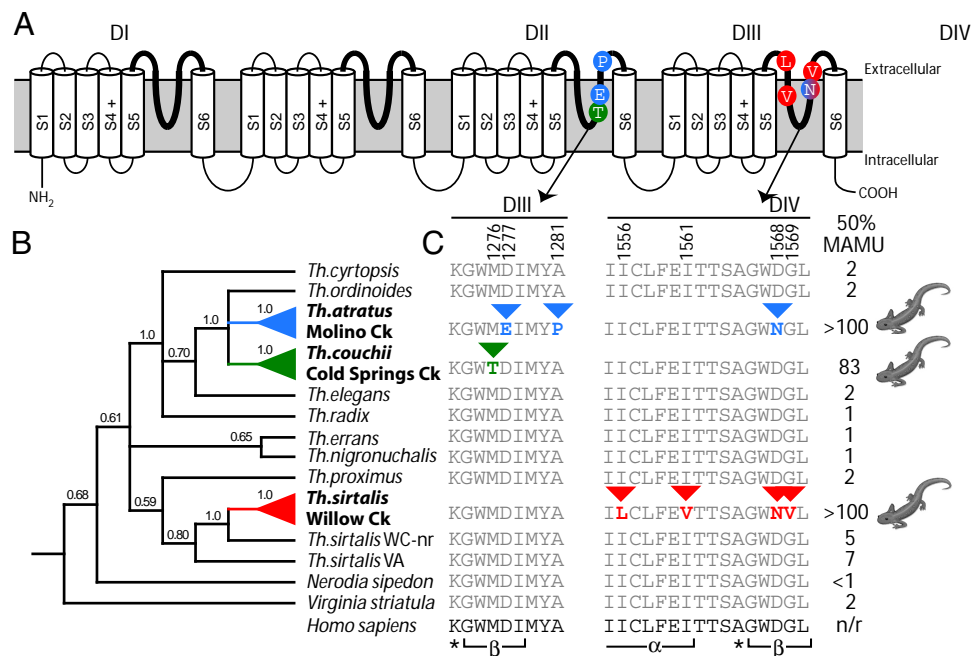 A
DI
DII
DIII
DIV
S1
S2
S3
S4 +
S5
S6
S1
S2
S3
S4 +
S5
S6
S1
S2
S3
S4 +
S5
P
E
T
S6
S1
S2
S3
S4 +
S5
L
V
V
N
S6
Extracellular
Intracellular
NH2
COOH
B
C
DIII
DIV
50%
MAMU
1276
1277
1281
1556
1561
1568
1569
Th.cyrtopsis KGWMDIMYA IICLFEITTSAGWDGL 2
Th.ordinoides KGWMDIMYA IICLFEITTSAGWDGL 2
Th.atratus
Molino Ck KGWMEIMYP IICLFEITTSAGWNGL >100
Th.couchii
Cold Springs Ck KGWTDIMYA IICLFEITTSAGWDGL 83
Th.elegans KGWMDIMYA IICLFEITTSAGWDGL 2
Th.radix KGWMDIMYA IICLFEITTSAGWDGL 1
Th.errans KGWMDIMYA IICLFEITTSAGWDGL 1
Th.nigronuchalis KGWMDIMYA IICLFEITTSAGWDGL 1
Th.proximus KGWMDIMYA IICLFEITTSAGWDGL 2
Th.sirtalis
Willow Ck KGWMDIMYA ILCLFEVTTSAGWNVL >100
Th.sirtalis WC-nr KGWMDIMYA IICLFEITTSAGWDGL 5
Th.sirtalis VA KGWMDIMYA IICLFEITTSAGWDGL 7
Nerodia sipedon KGWMDIMYA IICLFEITTSAGWDGL <1
Virginia striatula KGWMDIMYA IICLFEITTSAGWDGL 2
Homo sapiens KGWMDIMYA IICLFEITTSAGWDGL n/r
* β α * β
1.0
1.0
1.0
0.70
1.0
0.61
0.65
0.68
0.59
1.0
0.80